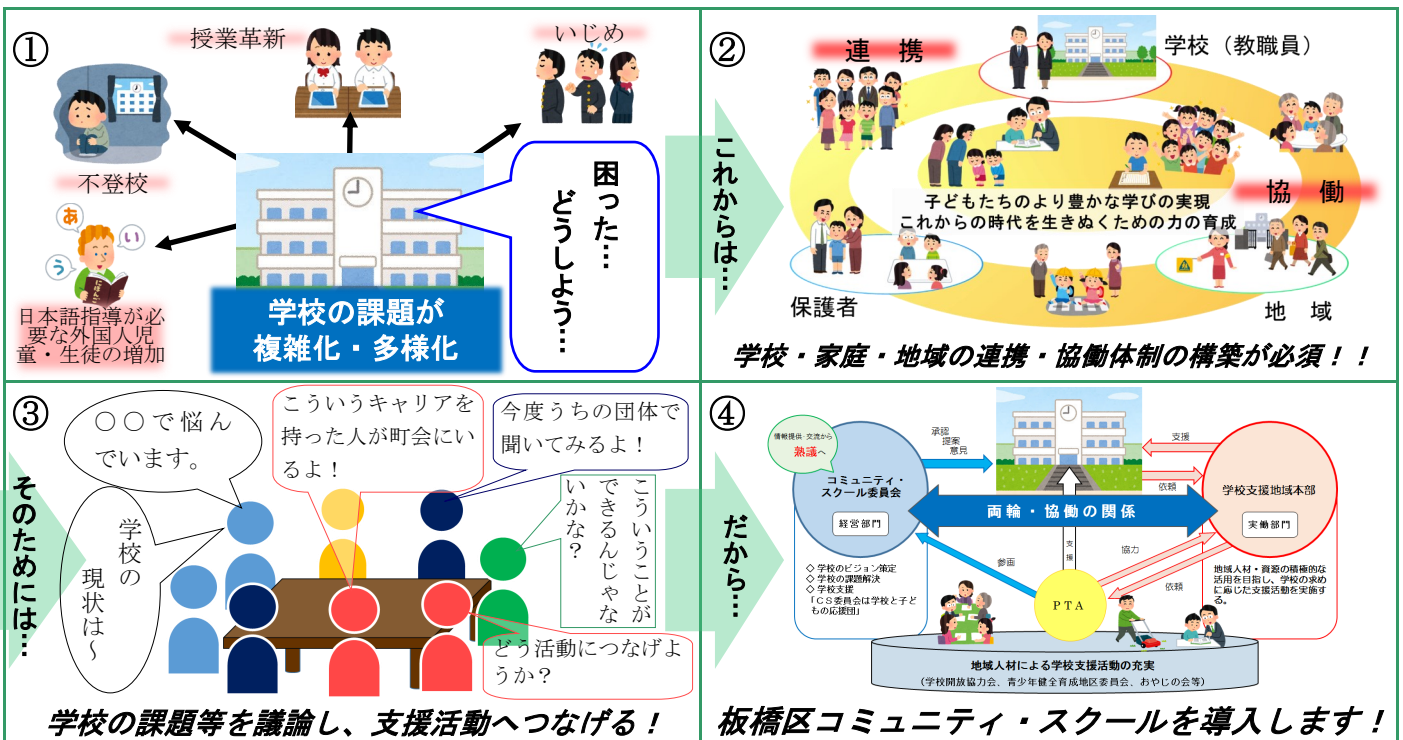 ①
授業革新
いじめ
不登校
あ
い
う
にほんご
日本語指導が必
要な外国人児
童・生徒の増加
学校の課題が
複雑化・多様化
困った…
どうしよう…
これからは…
②
連 携
学校（教職員）
協 働
子どもたちのより豊かな学びの実現
これからの時代を生きぬくための力の育成
保護者
地 域
学校・家庭・地域の連携・協働体制の構築が必須！！
そのためには…
③
〇〇で悩ん
でいます。
学校の
現状は～
こういうキャリアを
持った人が町会にい
るよ！
今度うちの団体で
聞いてみるよ！
こういうことが
できるんじゃな
いかな？
どう活動につなげよ
うか？
学校の課題等を議論し、支援活動へつなげる！
だから…
④
情報提供・交流から
熟議へ
コミュニティ・
スクール委員会
経営部門
◇学校のビジョン策定
◇学校の課題解決
◇学校支援
「ＣＳ委員会は学校と子ど
もの応援団」
承認
提案
意見
支援
依頼
両輪・協働の関係
学校支援地域本部
実働部門
地域人材・資源の積極的な
活用を目指し、学校の求め
に応じた支援活動を実施す
る。
参画
支援
協力
依頼
ＰＴＡ
地域人材による学校支援活動の充実
（学校開放協力会、青少年健全育成地区委員会、おやじの会等）
板橋区コミュニティ・スクールを導入します！